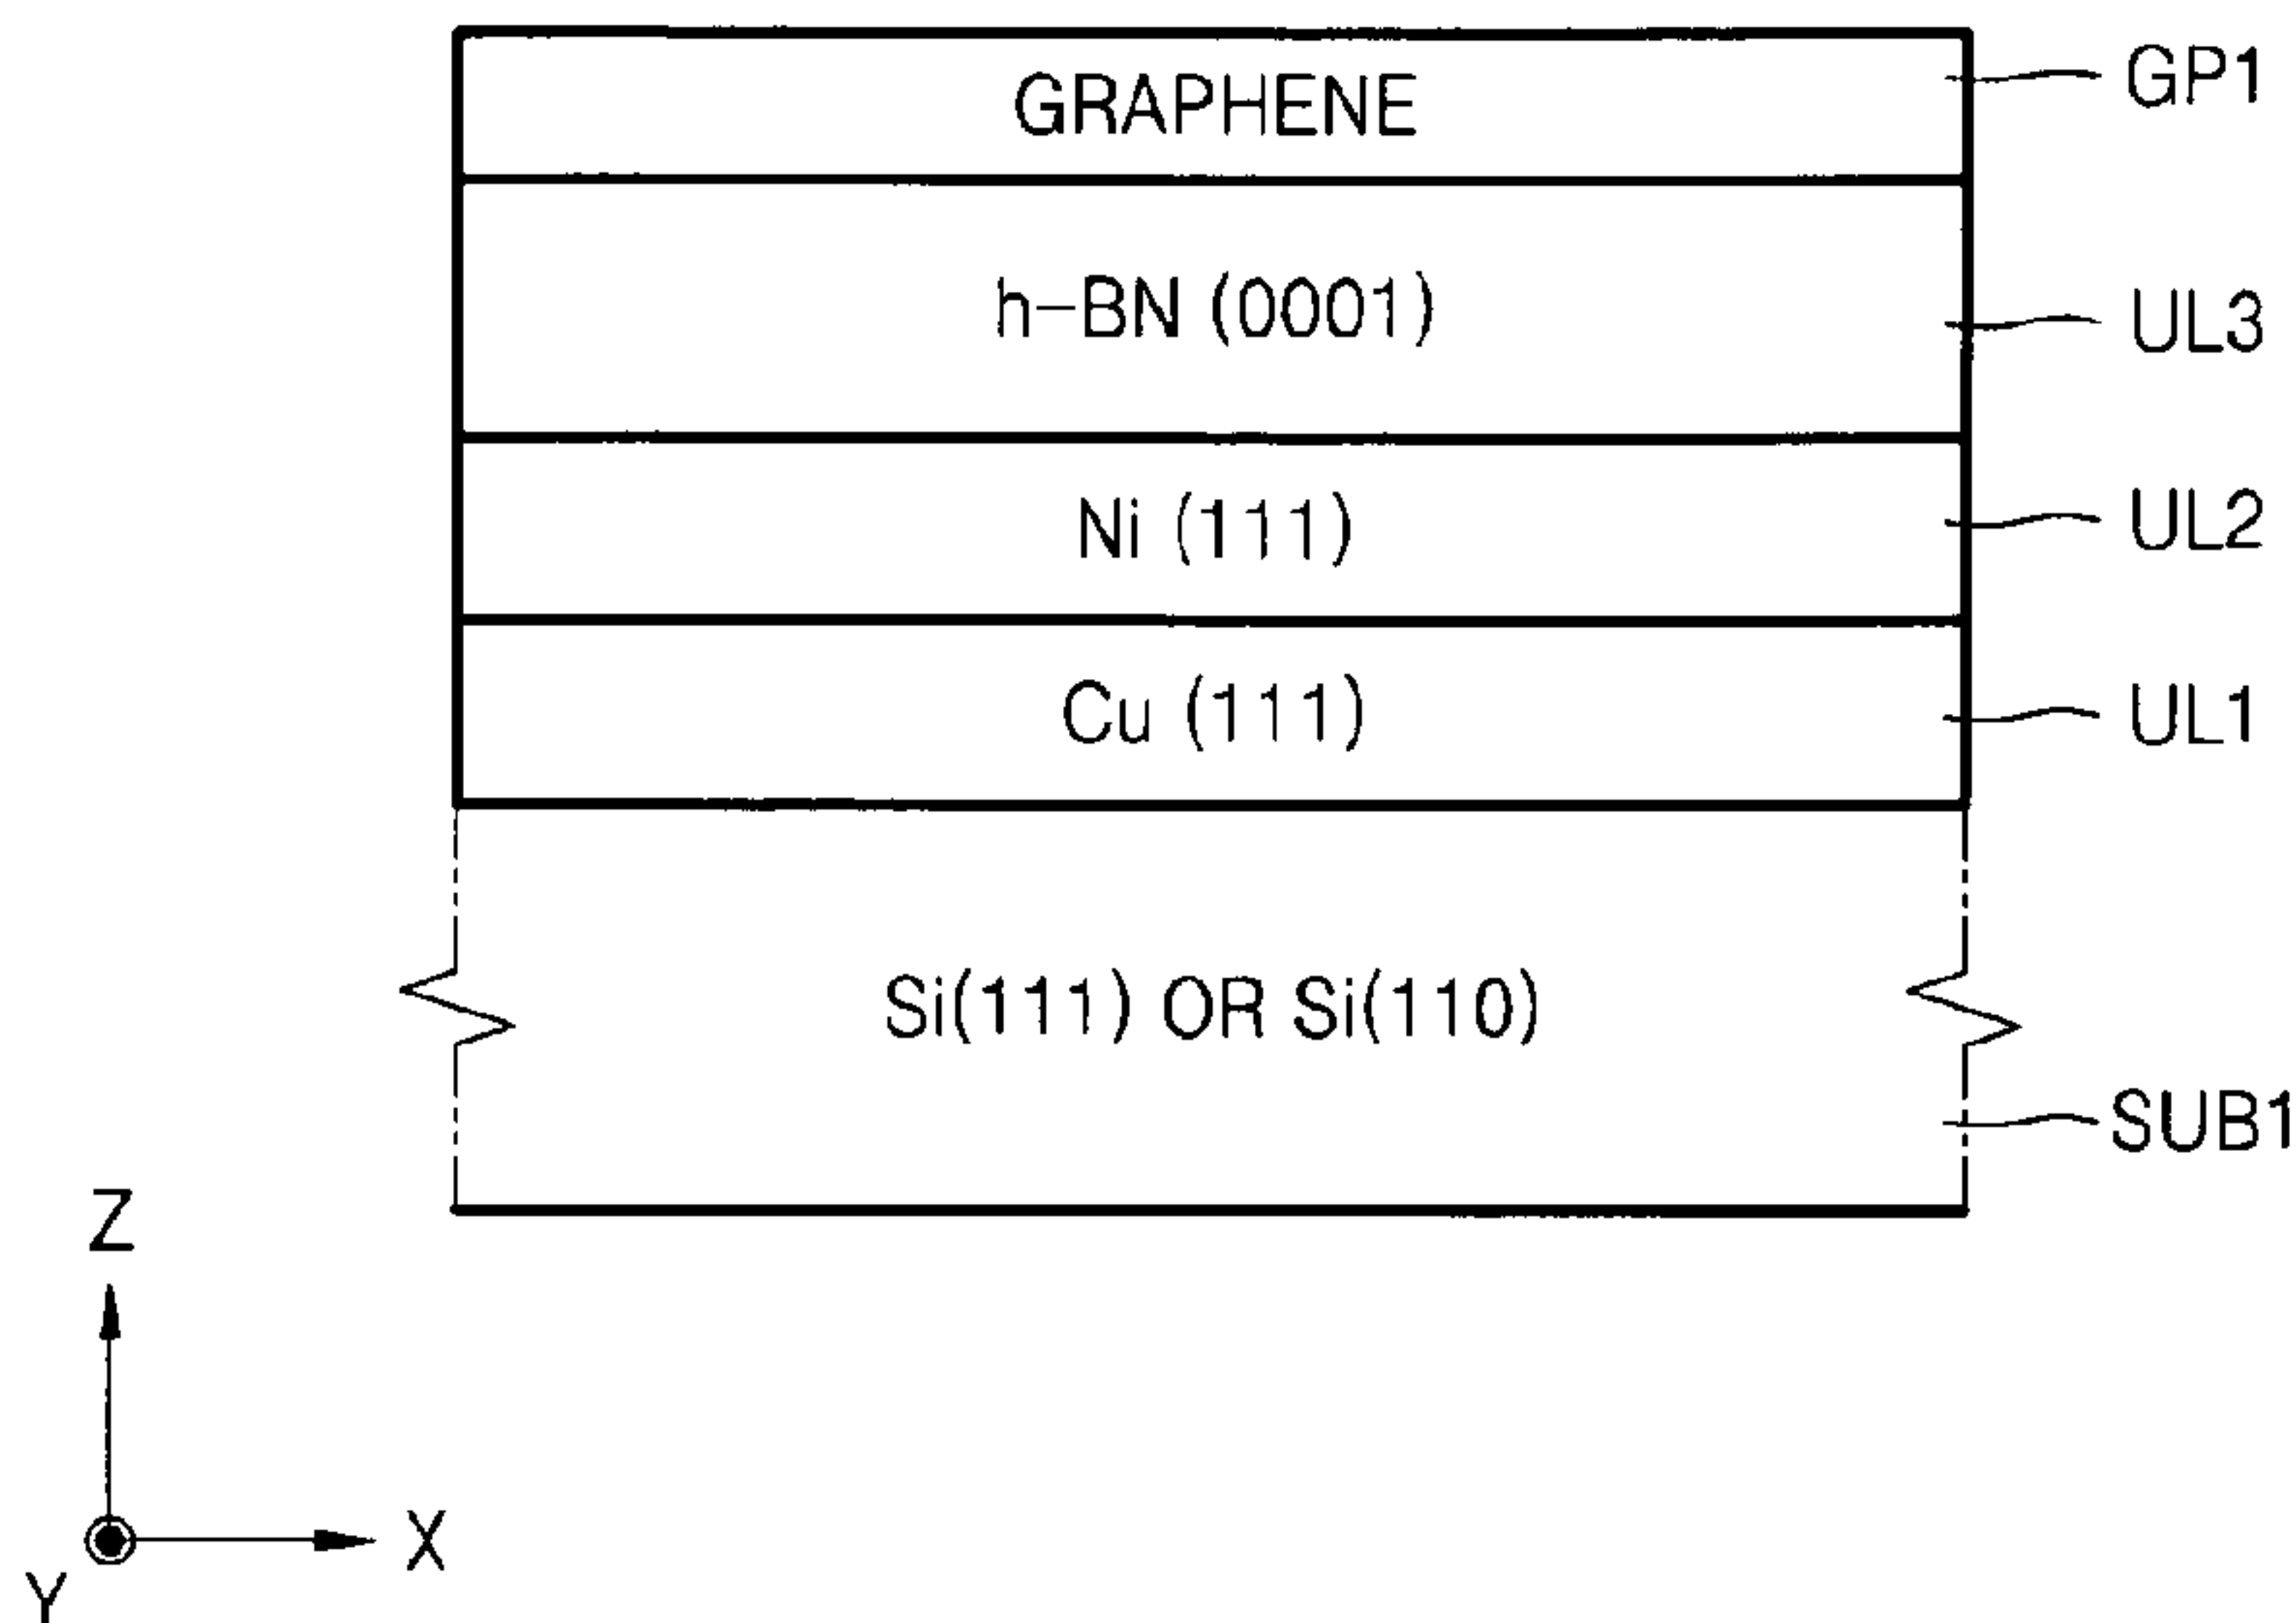 GRAPHENE GP1
h-BN (0001) UL3
Ni (111) UL2
Cu (111) UL1
Si(111) OR Si(110)
SUB1
Z
X
Y